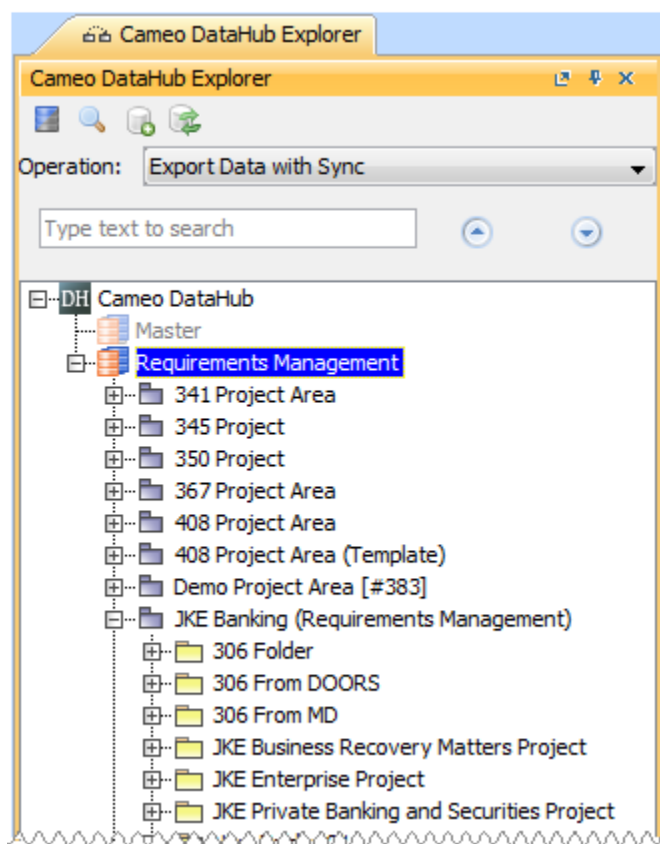 Cameo DataHub Explorer
Cameo DataHub Explorer
Operation: Export Data with Sync
Type text to search
DH Cameo DataHub
Master
Requirements Management
341 Project Area
345 Project
350 Project
367 Project Area
408 Project Area
408 Project Area (Template)
Demo Project Area [#383]
JKE Banking (Requirements Management)
306 Folder
306 From DOORS
306 From MD
JKE Business Recovery Matters Project
JKE Enterprise Project
JKE Private Banking and Securities Project